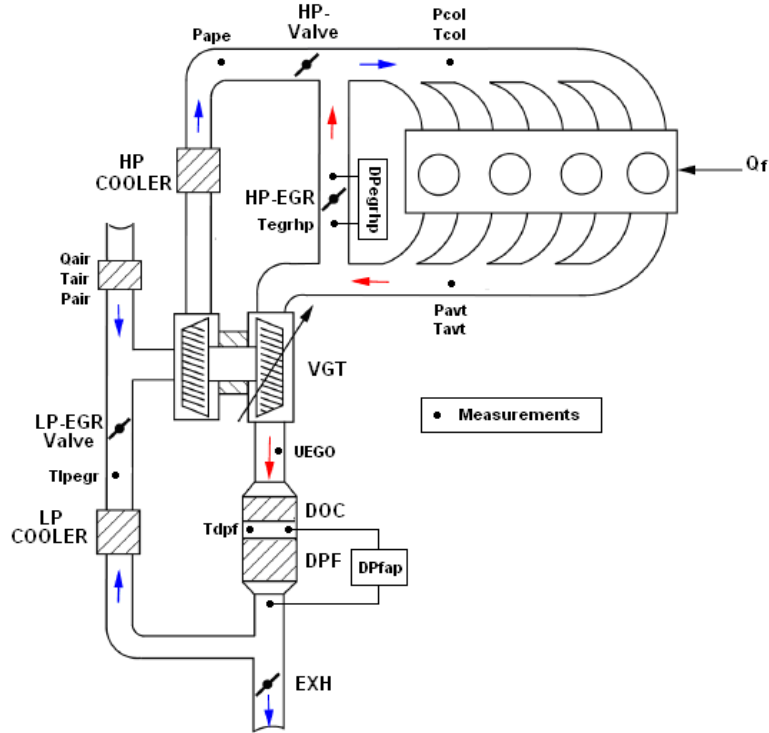 HP-
Valve
Pcol
Tcol
Pape
HP
COOLER
HP-EGR
Tegrhp
DPegrhp
Qf
Qair
Tair
Pair
Pavt
Tavt
VGT
Measurements
LP-EGR
Valve
Tlpegr
UEGO
LP
COOLER
DOC
Tdpf
DPF
DPfap
EXH